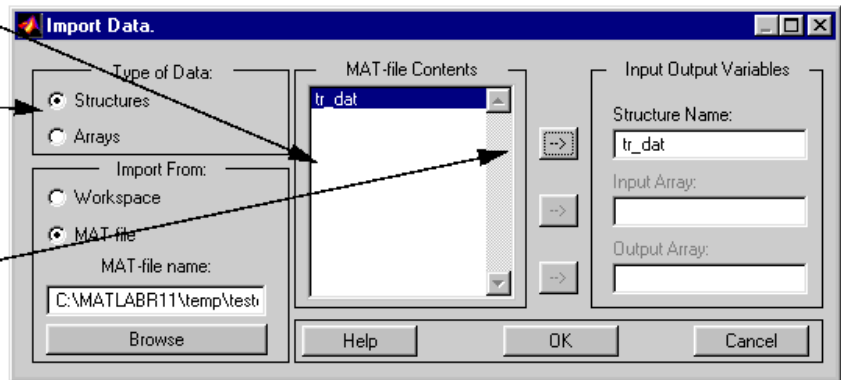 Import Data.
Type of Data:
Structures
Arrays
Import From:
Workspace
MAT-file
MAT-file name:
C:\MATLABR11\temp\test
Browse
MAT-file Contents
tr_dat
-->
-->
-->
Input Output Variables
Structure Name:
tr_dat
Input Array:
Output Array:
Help
OK
Cancel